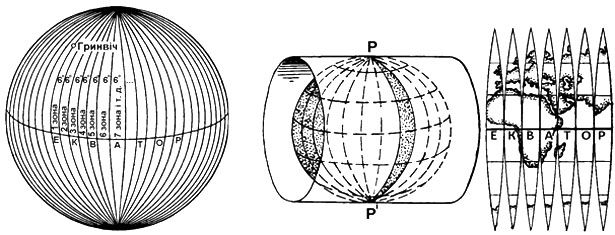 Гринвіч
6° 6° 6° 6° 6° 6° 6°
1 зона
2 зона
3 зона
4 зона
5 зона
6 зона
7 зона і т. д.
Е К В А Т О Р
P
P'
Е К В А Т О Р